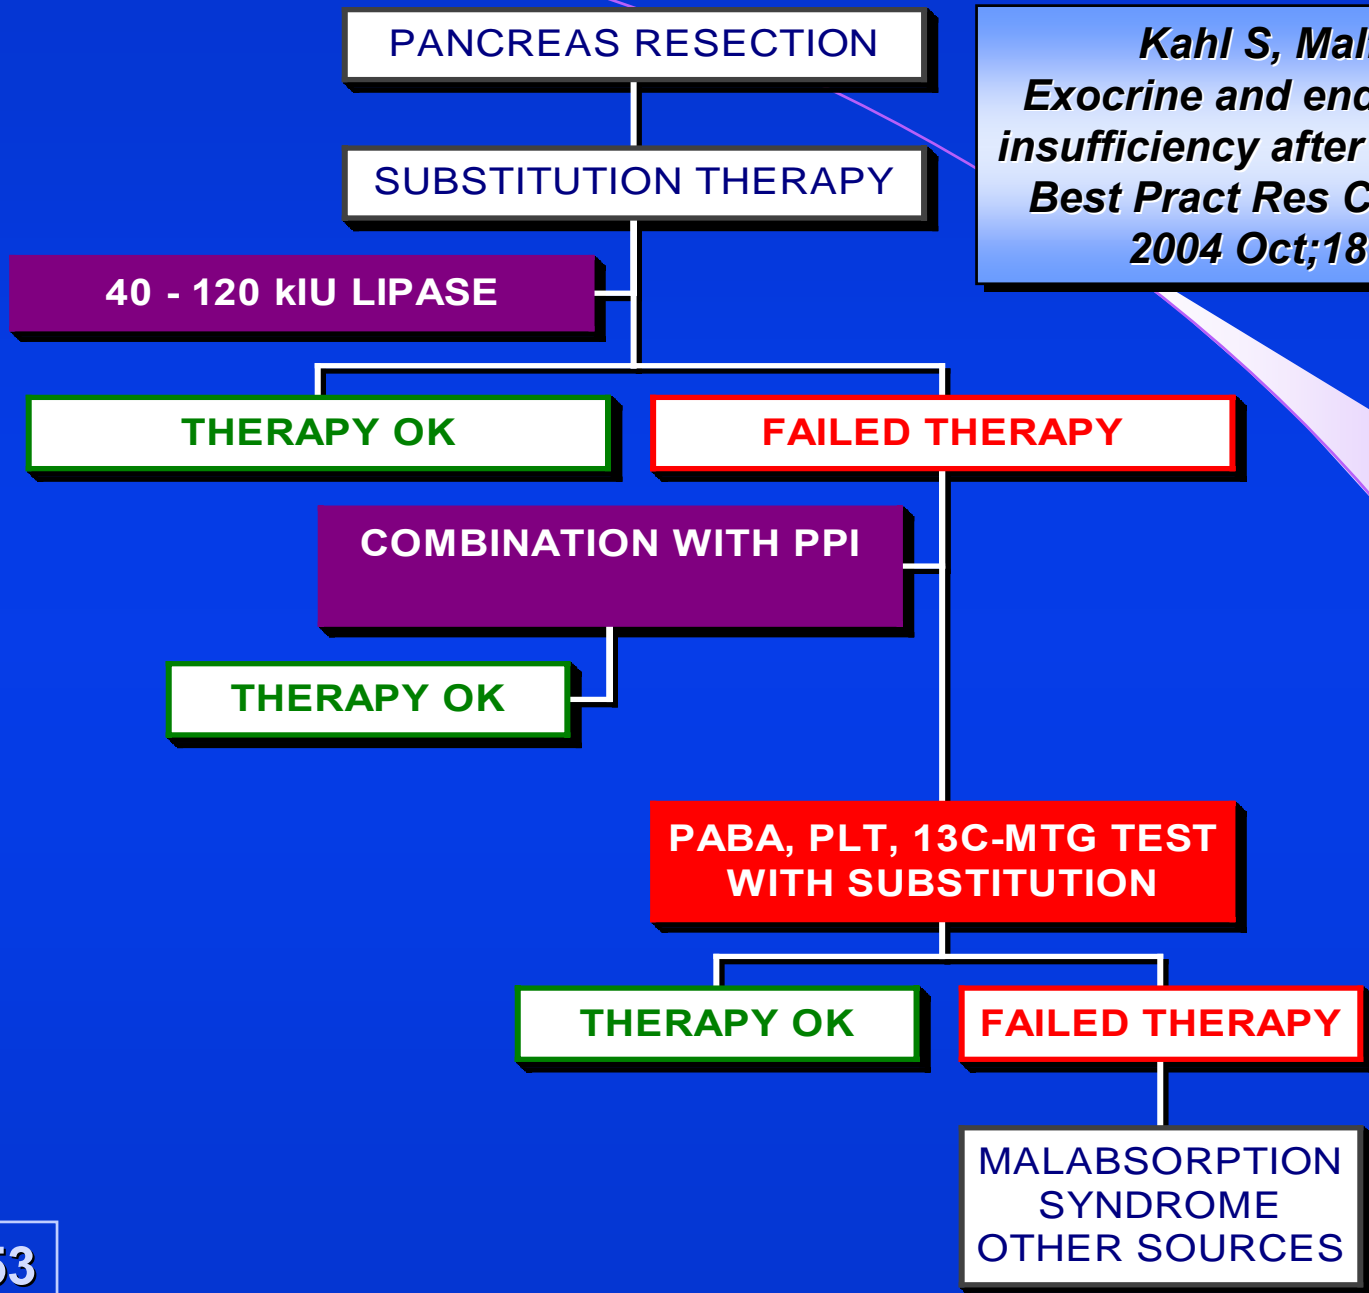 PANCREAS RESECTION
Kahl S,
Exocrine and
insufficiency after
Best Pract Res
2004 Oct;18
SUBSTITUTION THERAPY
40 - 120 kIU LIPASE
THERAPY OK
FAILED THERAPY
COMBINATION WITH PPI
THERAPY OK
PABA, PLT, 13C-MTG TEST
WITH SUBSTITUTION
THERAPY OK
FAILED THERAPY
MALABSORPTION
SYNDROME
OTHER SOURCES